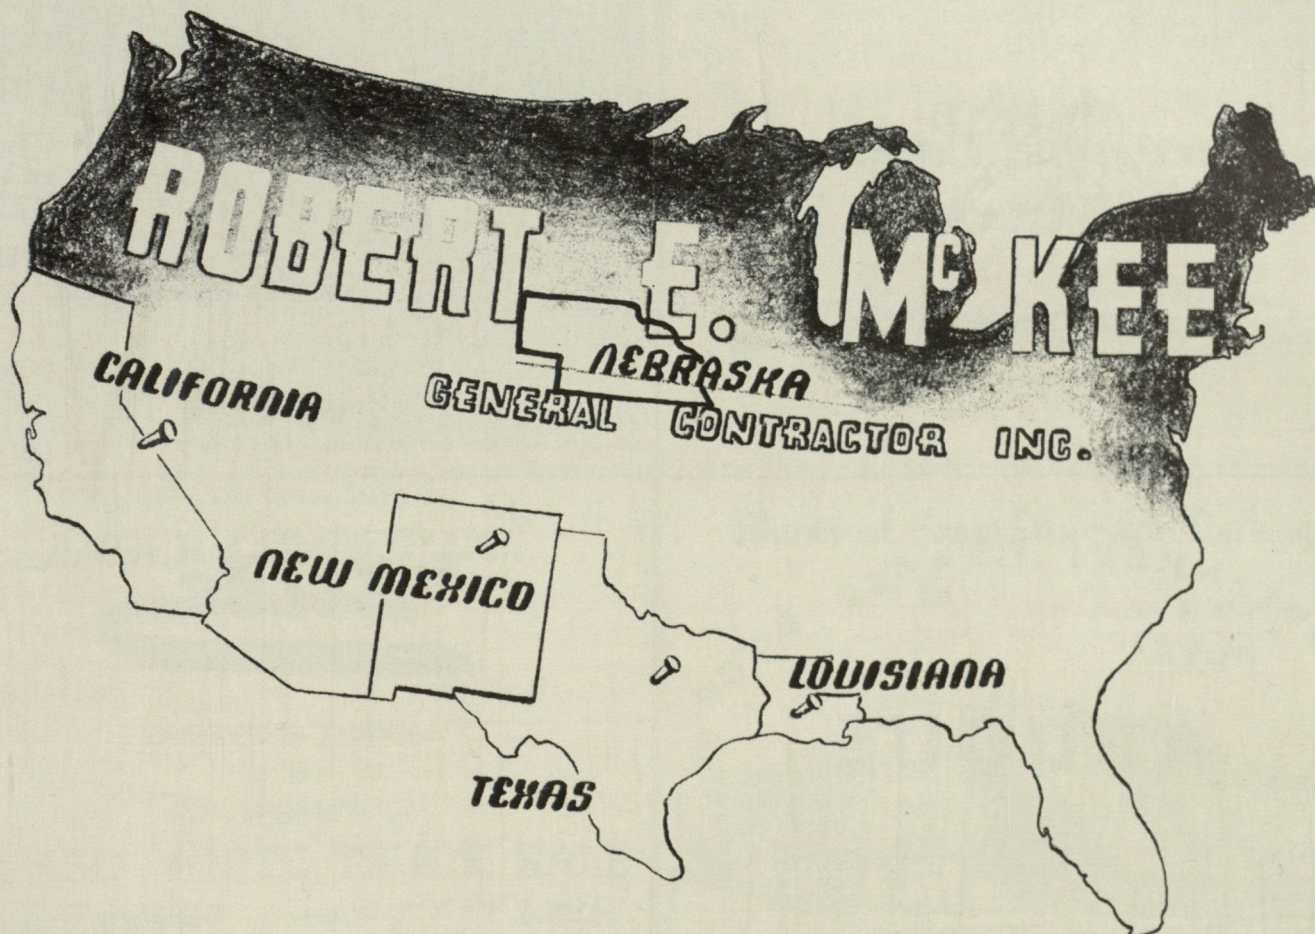 ROBERT E. McKEE
NEBRASKA
CALIFORNIA
GENERAL CONTRACTOR INC.
NEW MEXICO
LOUISIANA
TEXAS